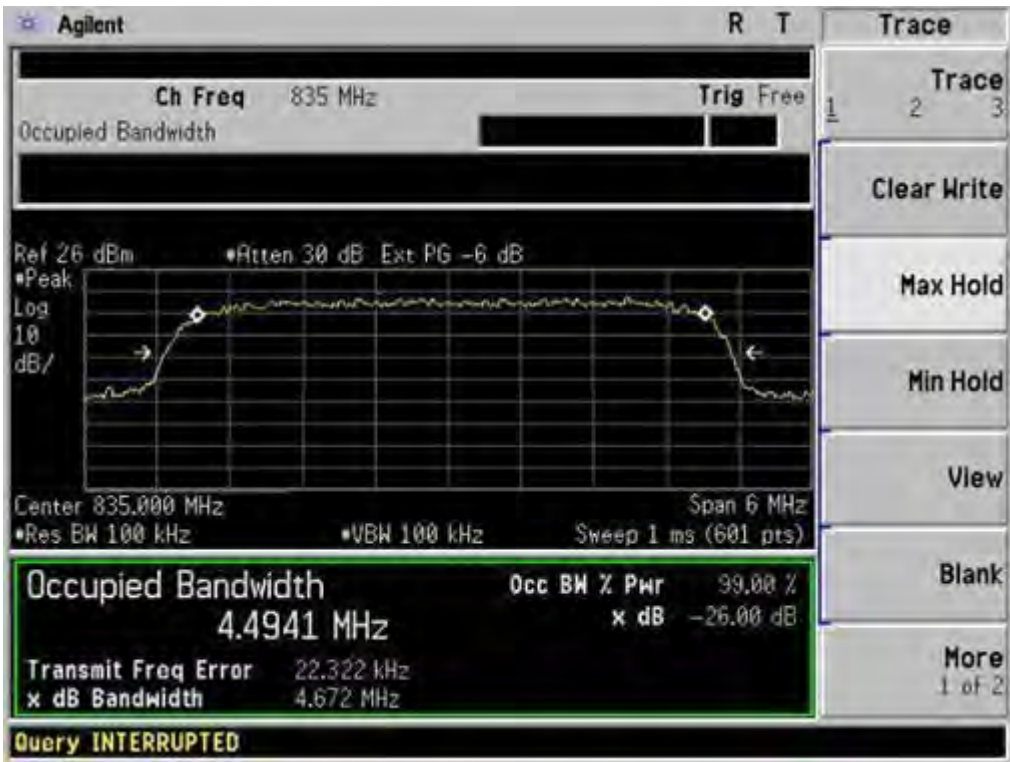 Agilent R T Trace
Ch Freq 835 MHz Trig Free
Occupied Bandwidth
Trace
1 2 3
Clear Write
Max Hold
Min Hold
View
Blank
More
1 of 2
Ref 26 dBm •Atten 30 dB Ext PG -6 dB
•Peak
Log
10
dB/
Center 835.000 MHz Span 6 MHz
•Res BW 100 kHz •VBW 100 kHz Sweep 1 ms (601 pts)
Occupied Bandwidth Occ BW % Pwr 99.00 %
4.4941 MHz x dB -26.00 dB
Transmit Freq Error 22.322 kHz
x dB Bandwidth 4.672 MHz
Query INTERRUPTED